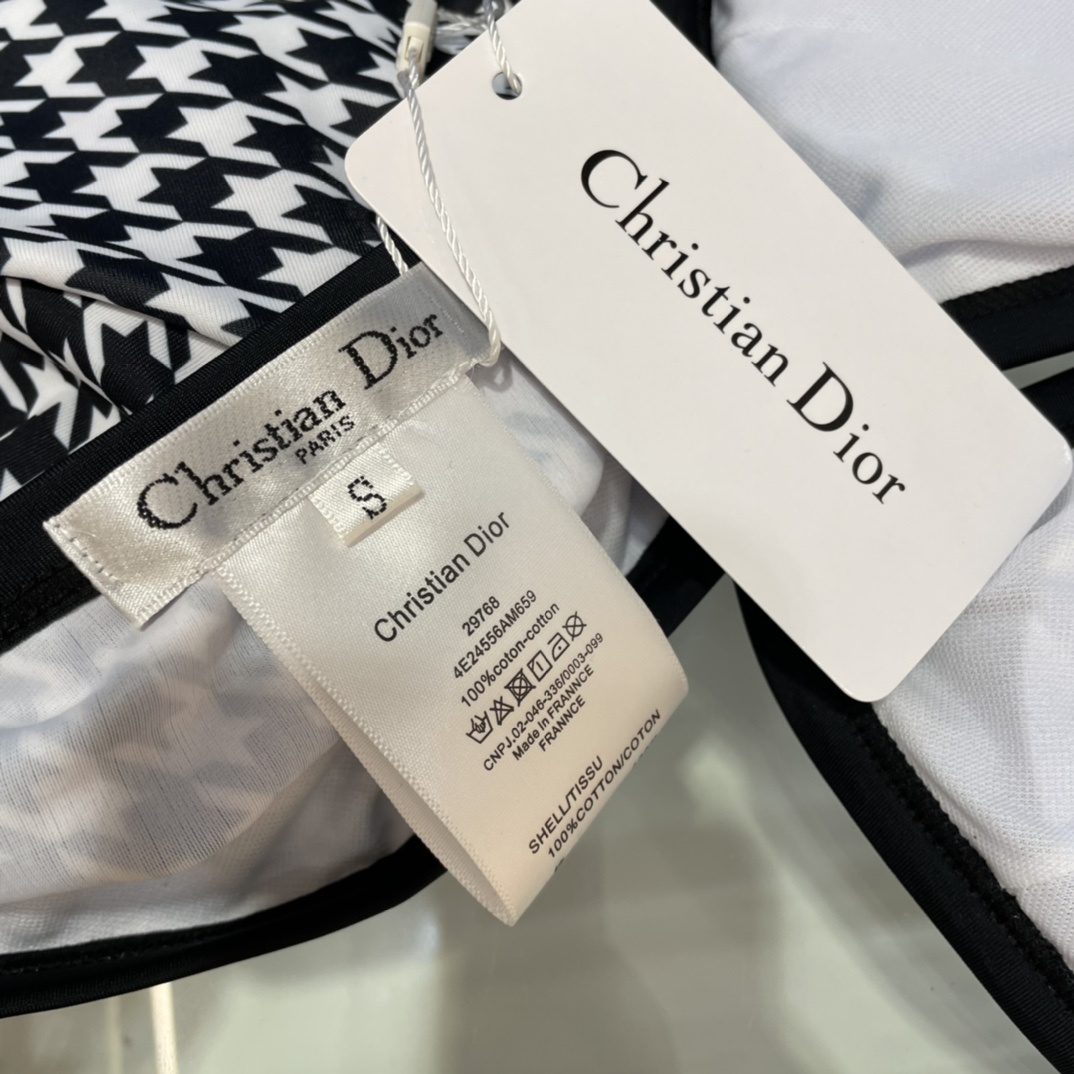 Christian Dior
Christian Dior
PARIS
S
Christian Dior
29768
4E24556AM659
100%coton-cotton
CNPJ.02-046-336/0003-099
Made In FRANNCE
FRANNCE
SHELL/TISSU
100%COTTON/COTON